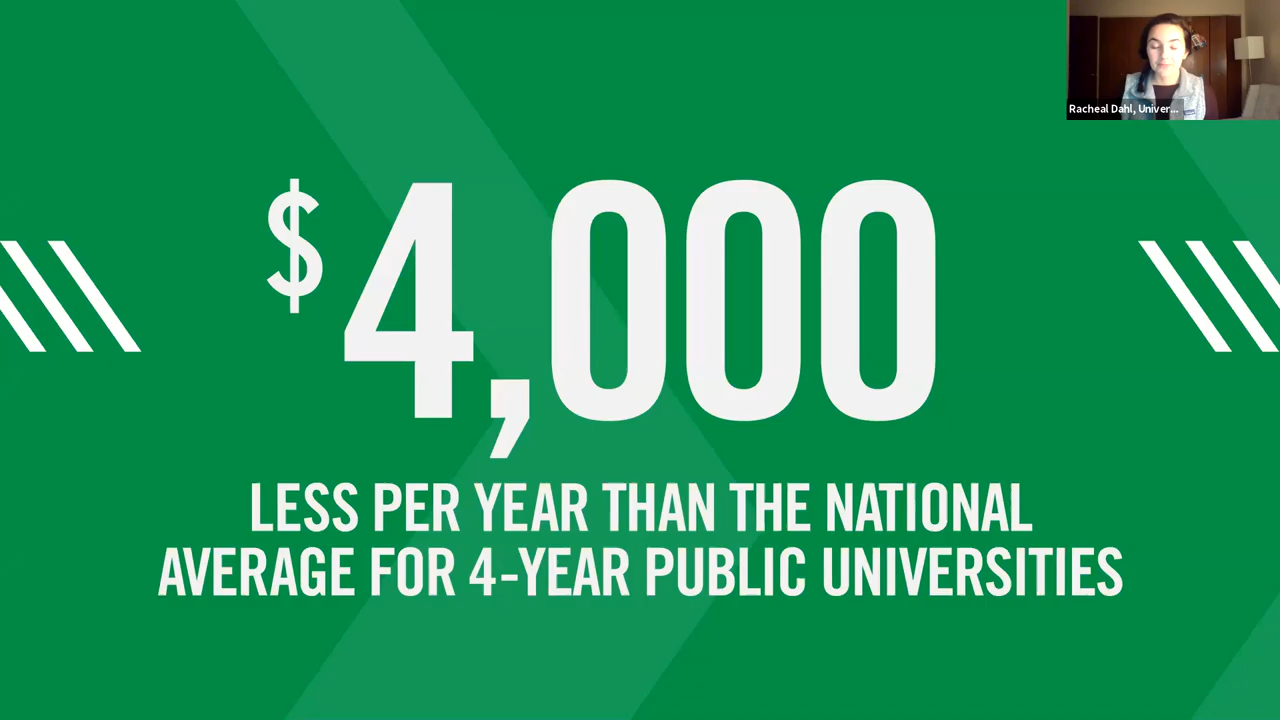 Racheal Dahl, Univer...
$4,000
LESS PER YEAR THAN THE NATIONAL
AVERAGE FOR 4-YEAR PUBLIC UNIVERSITIES